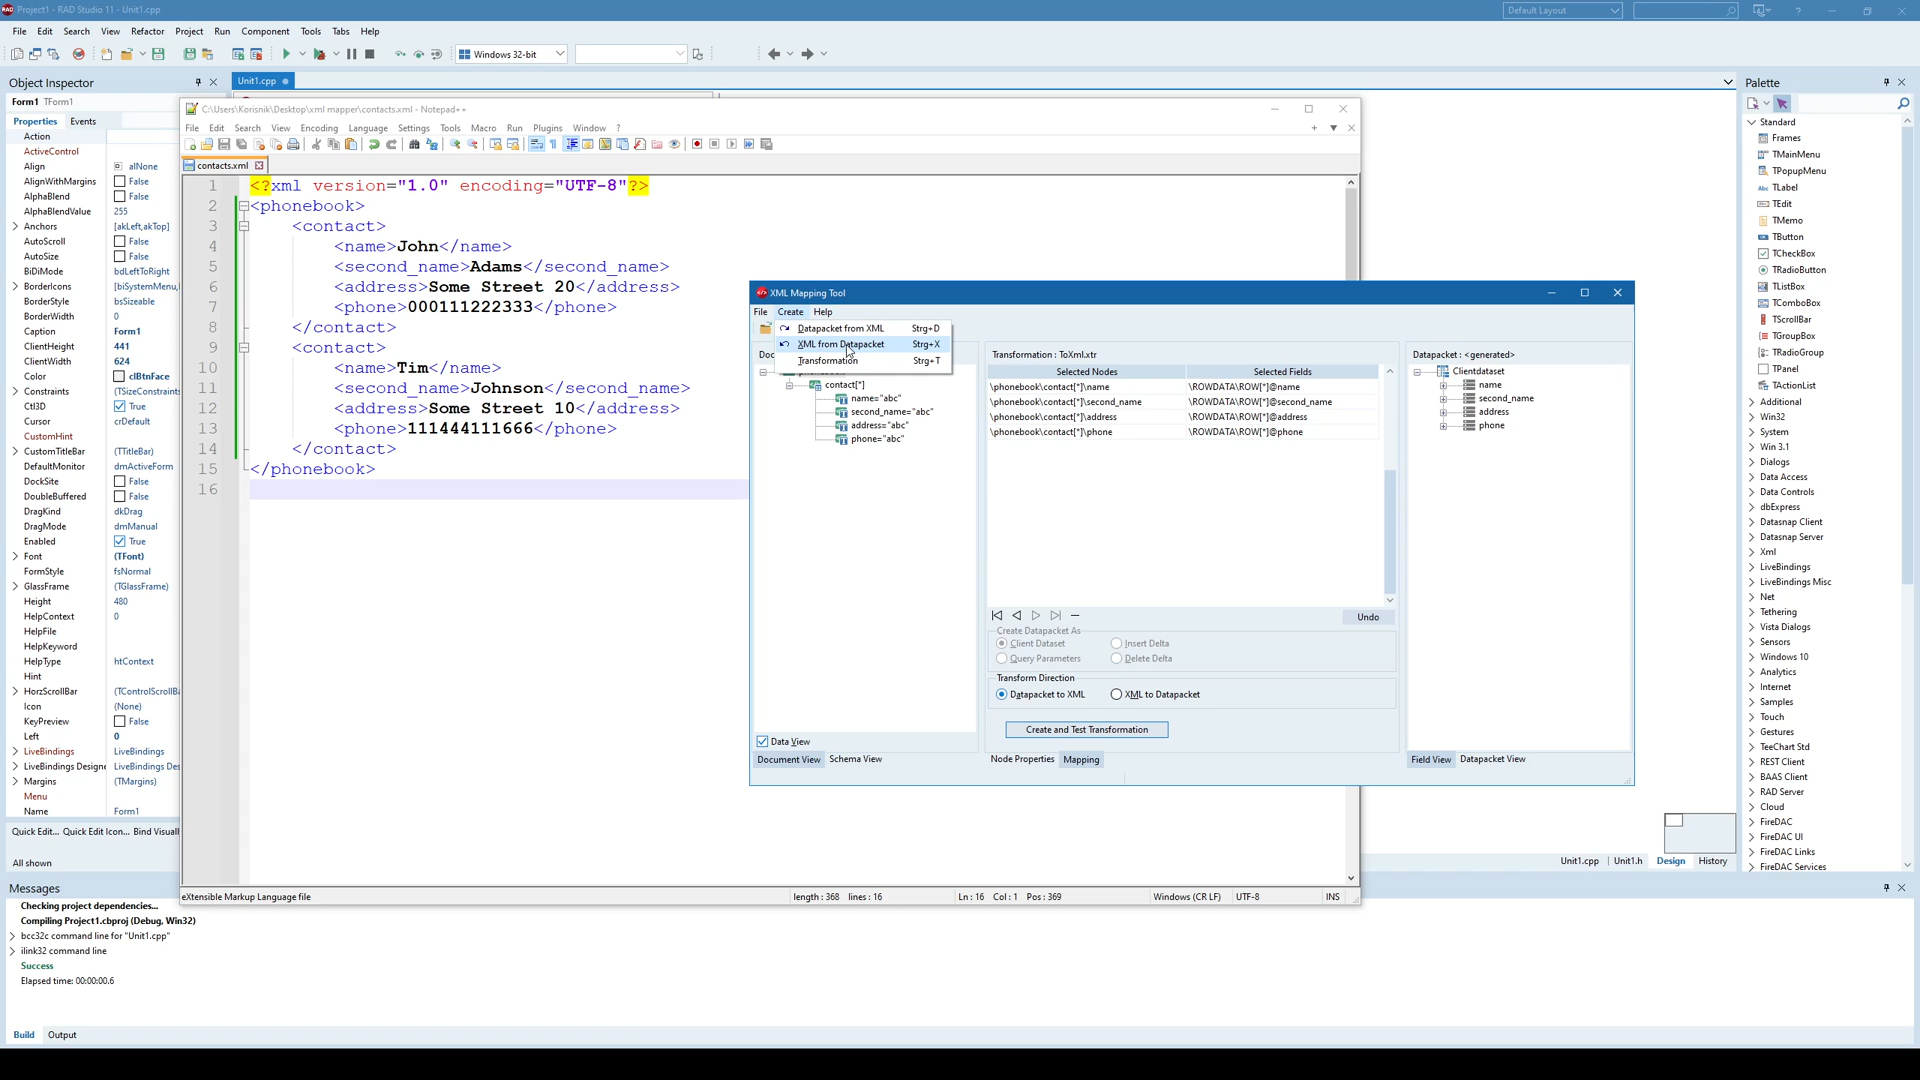 Project1 - RAD Studio 11 - Unit1.cpp
Default Layout
File Edit Search View Refactor Project Run Component Tools Tabs Help
Windows 32-bit
Object Inspector
Form1 TForm1
Properties Events
Action
ActiveControl
Align alNone
AlignWithMargins False
AlphaBlend False
AlphaBlendValue 255
Anchors [akLeft,akTop]
AutoScroll False
AutoSize False
BiDiMode bdLeftToRight
BorderIcons [biSystemMenu,
BorderStyle bsSizeable
BorderWidth 0
Caption Form1
ClientHeight 441
ClientWidth 624
Color clBtnFace
Constraints (TSizeConstraints
Ctl3D True
Cursor crDefault
CustomHint
CustomTitleBar (TTitleBar)
DefaultMonitor dmActiveForm
DockSite False
DoubleBuffered False
DragKind dkDrag
DragMode dmManual
Enabled True
Font (TFont)
FormStyle fsNormal
GlassFrame (TGlassFrame)
Height 480
HelpContext 0
HelpFile
HelpKeyword
HelpType htContext
Hint
HorzScrollBar (TControlScrollBa
Icon (None)
KeyPreview False
Left 0
LiveBindings LiveBindings
LiveBindings Designe LiveBindings Des
Margins (TMargins)
Menu
Name Form1
Quick Edit... Quick Edit Icon... Bind Visuall
All shown
Unit1.cpp
C:\Users\Korisnik\Desktop\xml mapper\contacts.xml - Notepad++
File Edit Search View Encoding Language Settings Tools Macro Run Plugins Window ?
contacts.xml
1 <?xml version="1.0" encoding="UTF-8"?>
2 <phonebook>
3 <contact>
4 <name>John</name>
5 <second_name>Adams</second_name>
6 <address>Some Street 20</address>
7 <phone>000111222333</phone>
8 </contact>
9 <contact>
10 <name>Tim</name>
11 <second_name>Johnson</second_name>
12 <address>Some Street 10</address>
13 <phone>111444111666</phone>
14 </contact>
15 </phonebook>
16
eXtensible Markup Language file length : 368 lines : 16 Ln : 16 Col : 1 Pos : 369 Windows (CR LF) UTF-8 INS
XML Mapping Tool
File Create Help
Datapacket from XML Strg+D
XML from Datapacket Strg+X
Transformation Strg+T
contact[*]
name="abc"
second_name="abc"
address="abc"
phone="abc"
Data View
Document View Schema View
Transformation : ToXml.xtr
Selected Nodes Selected Fields
\phonebook\contact[*]\name \ROWDATA\ROW[*]@name
\phonebook\contact[*]\second_name \ROWDATA\ROW[*]@second_name
\phonebook\contact[*]\address \ROWDATA\ROW[*]@address
\phonebook\contact[*]\phone \ROWDATA\ROW[*]@phone
Undo
Create Datapacket As
Client Dataset Insert Delta
Query Parameters Delete Delta
Transform Direction
Datapacket to XML XML to Datapacket
Create and Test Transformation
Node Properties Mapping
Datapacket : <generated>
Clientdataset
name
second_name
address
phone
Field View Datapacket View
Unit1.cpp Unit1.h Design History
Palette
Standard
Frames
TMainMenu
TPopupMenu
TLabel
TEdit
TMemo
TButton
TCheckBox
TRadioButton
TListBox
TComboBox
TScrollBar
TGroupBox
TRadioGroup
TPanel
TActionList
Additional
Win32
System
Win 3.1
Dialogs
Data Access
Data Controls
dbExpress
Datasnap Client
Datasnap Server
Xml
LiveBindings
LiveBindings Misc
Net
Tethering
Vista Dialogs
Sensors
Windows 10
Analytics
Internet
Samples
Touch
Gestures
TeeChart Std
REST Client
BAAS Client
RAD Server
Cloud
FireDAC
FireDAC UI
FireDAC Links
FireDAC Services
Messages
Checking project dependencies...
Compiling Project1.cbproj (Debug, Win32)
bcc32c command line for "Unit1.cpp"
ilink32 command line
Success
Elapsed time: 00:00:00.6
Build Output